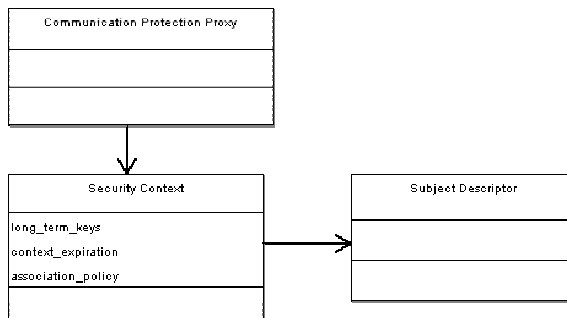 Communication Protection Proxy
Security Context
Subject Descriptor
long_term_keys
context_expiration
association_policy